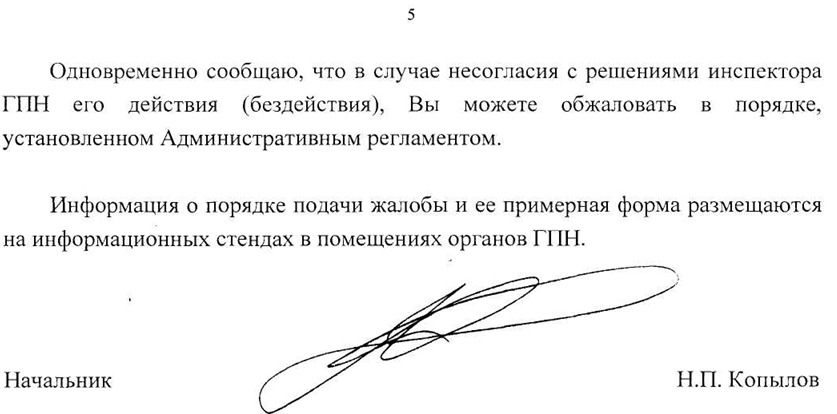 5
Одновременно сообщаю, что в случае несогласия с решениями инспектора
ГПН его действия (бездействия), Вы можете обжаловать в порядке,
установленном Административным регламентом.
Информация о порядке подачи жалобы и ее примерная форма размещаются
на информационных стендах в помещениях органов ГПН.
Начальник Н.П. Копылов